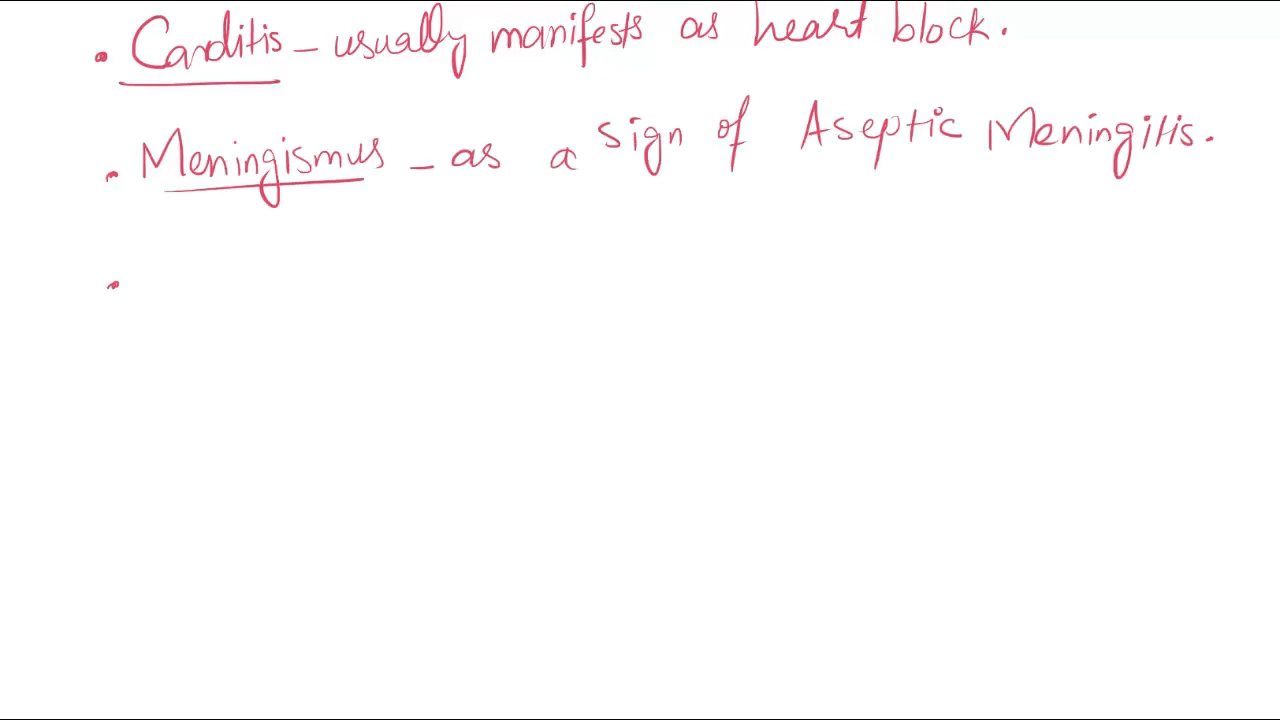 • Carditis - usually manifests as heart block.
• Meningismus - as a sign of Aseptic Meningitis.
•